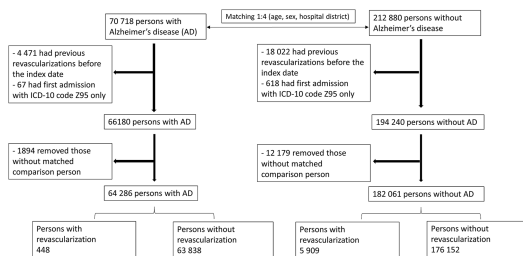 70 718 persons with
Alzheimer's disease (AD)
Matching 1:4 (age, sex, hospital district)
212 880 persons without
Alzheimer's disease
- 4 471 had previous
revascularizations before
the index date
- 67 had first admission
with ICD-10 code Z95 only
- 18 022 had previous
revascularizations before
the index date
- 618 had first admission
with ICD-10 code Z95 only
66180 persons with AD
194 240 persons without AD
- 1894 removed those
without matched
comparison person
- 12 179 removed those
without matched
comparison person
64 286 persons with AD
182 061 persons without AD
Persons with
revascularization
448
Persons without
revascularization
63 838
Persons with
revascularization
5 909
Persons without
revascularization
176 152